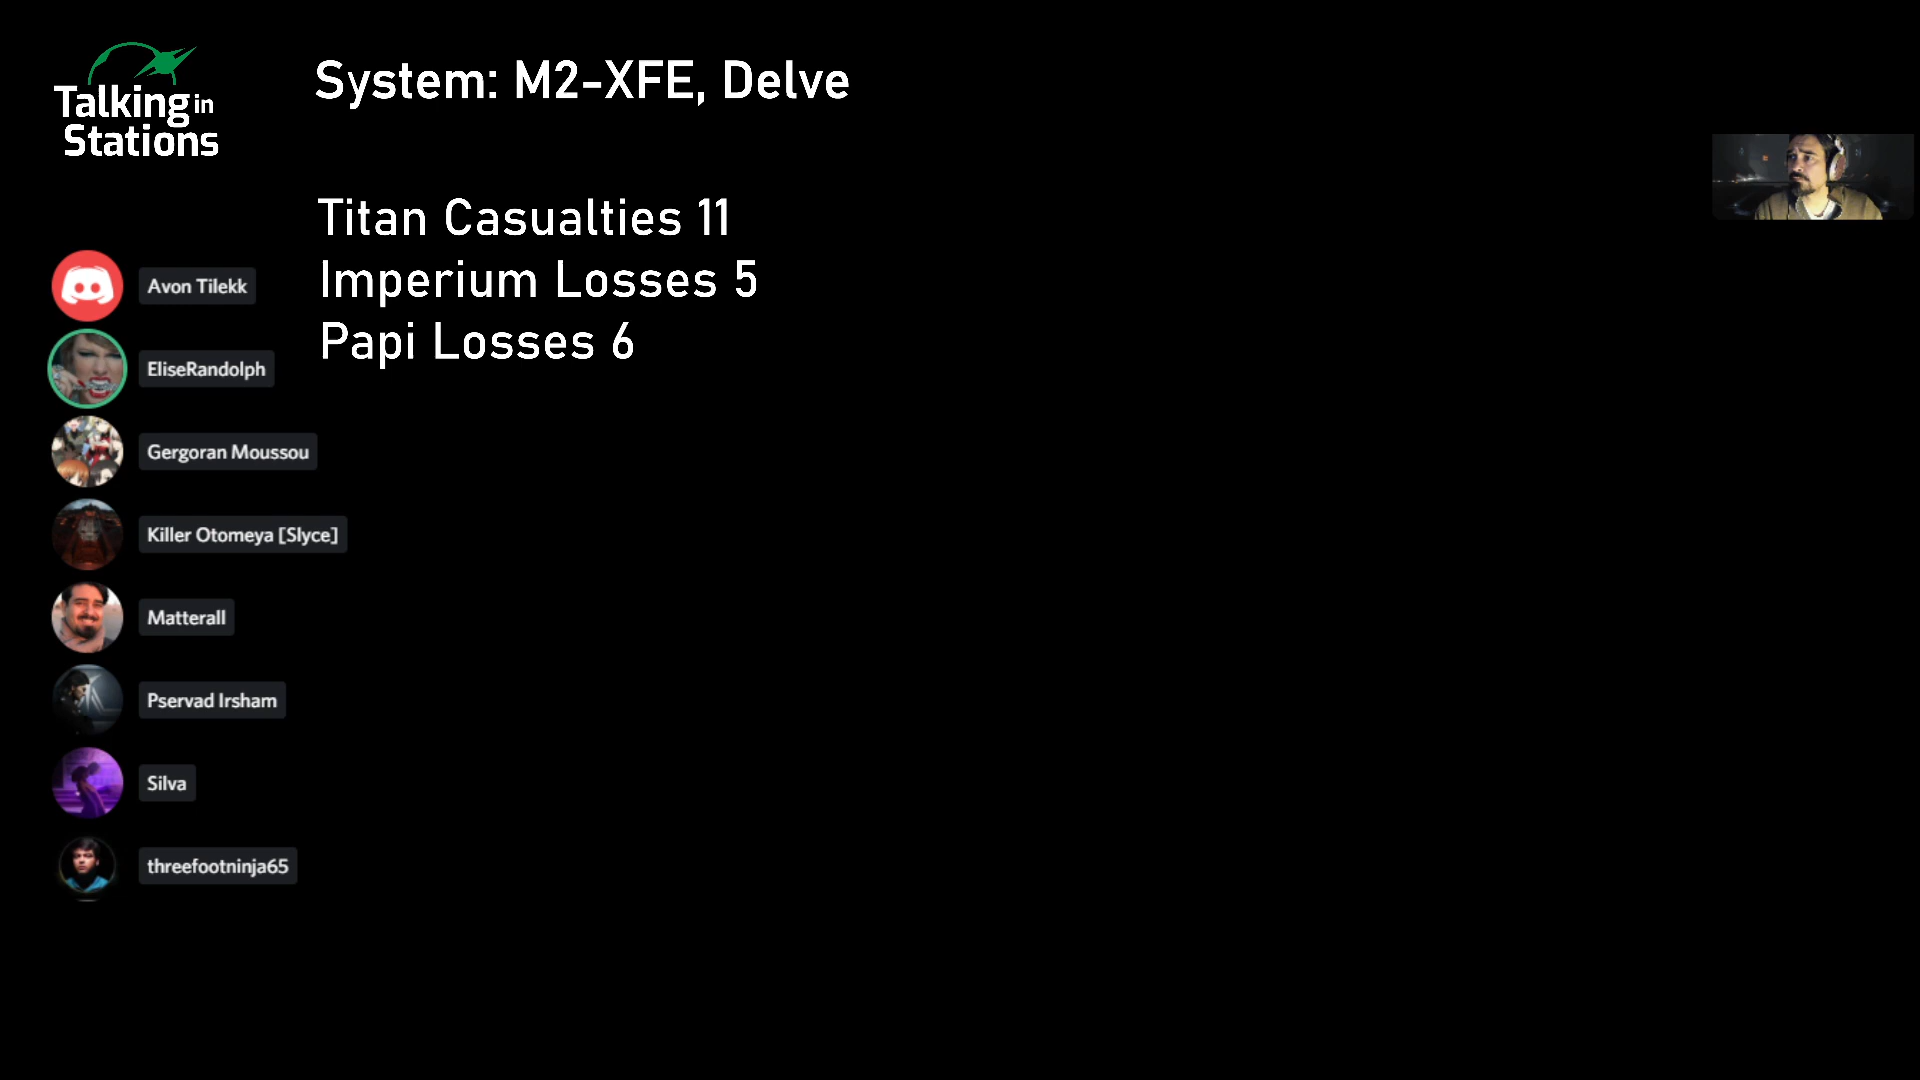 Talking in
Stations
System: M2-XFE, Delve
Titan Casualties 11
Imperium Losses 5
Papi Losses 6
Avon Tilekk
EliseRandolph
Gergoran Moussou
Killer Otomeya [Slyce]
Matterall
Pservad Irsham
Silva
threefootninja65